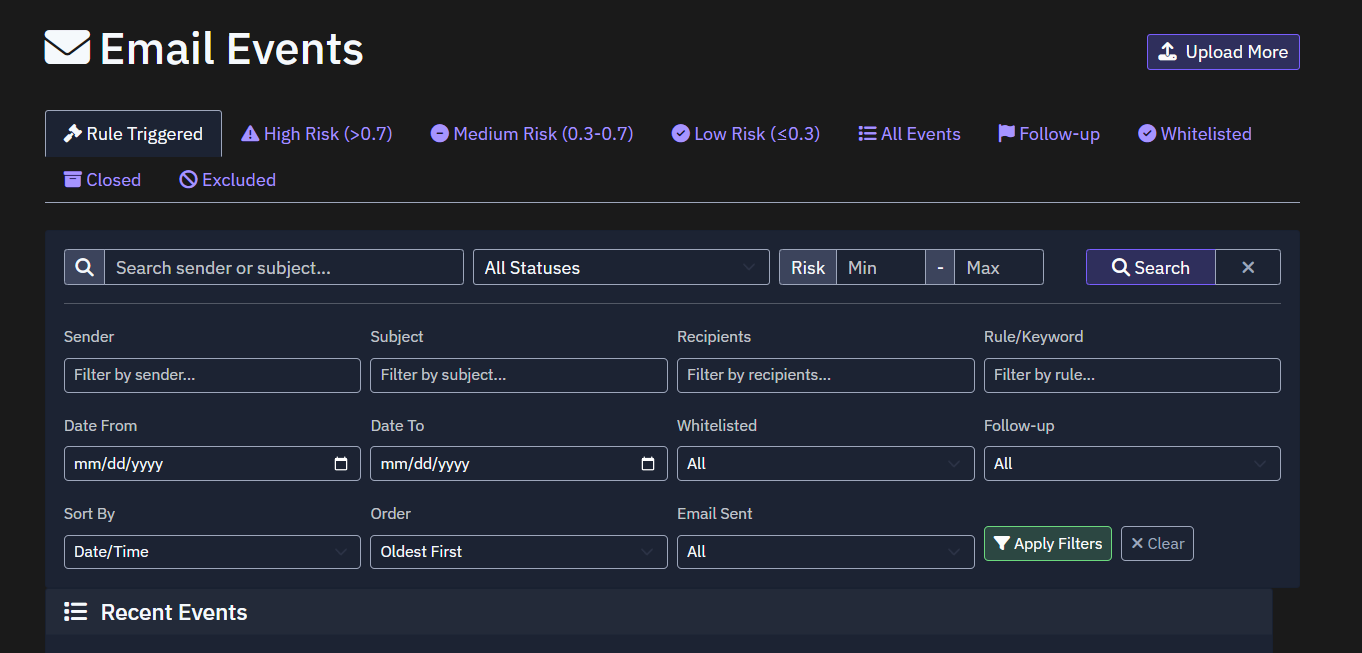 Email Events
Upload More
Rule Triggered High Risk (>0.7) Medium Risk (0.3-0.7) Low Risk (≤0.3) All Events Follow-up Whitelisted
Closed Excluded
Search sender or subject... All Statuses Risk Min - Max Search ✕
Sender Subject Recipients Rule/Keyword
Filter by sender... Filter by subject... Filter by recipients... Filter by rule...
Date From Date To Whitelisted Follow-up
mm/dd/yyyy mm/dd/yyyy All All
Sort By Order Email Sent
Date/Time Oldest First All Apply Filters ✕ Clear
Recent Events